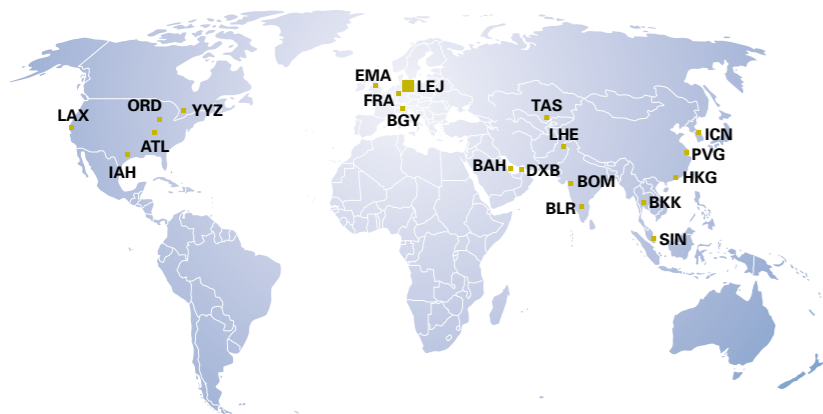 EMA
LEJ
FRA
BGY
ORD
YYZ
LAX
ATL
IAH
TAS
LHE
ICN
PVG
BAH
DXB
BOM
HKG
BLR
BKK
SIN